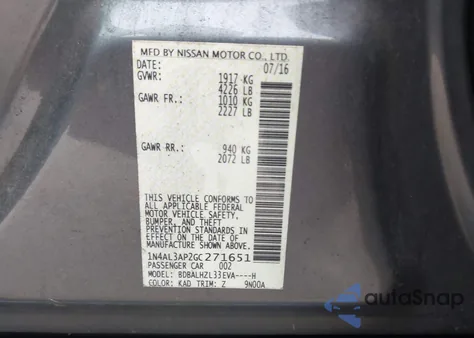 MFD BY NISSAN MOTOR CO., LTD.
DATE: 07/16
GVWR: 1917 KG
4226 LB
GAWR FR.: 1010 KG
2227 LB
GAWR RR.: 940 KG
2072 LB
THIS VEHICLE CONFORMS TO
ALL APPLICABLE FEDERAL
MOTOR VEHICLE SAFETY,
BUMPER, AND THEFT
PREVENTION STANDARDS IN
EFFECT ON THE DATE OF
MANUFACTURE SHOWN ABOVE.
1N4AL3AP2GC271651
PASSENGER CAR 002
MODEL: BDBALHZL33EVA----H
COLOR: KAD TRIM: Z 9N00A
AutoSnap